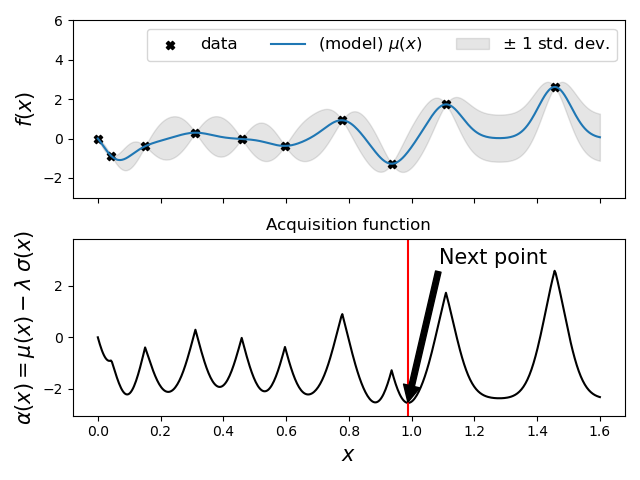 6
4
2
0
−2
f(x)
data
(model) μ(x)
± 1 std. dev.
Acquisition function
α(x) = μ(x) − λ σ(x)
2
0
−2
Next point
0.0 0.2 0.4 0.6 0.8 1.0 1.2 1.4 1.6
x